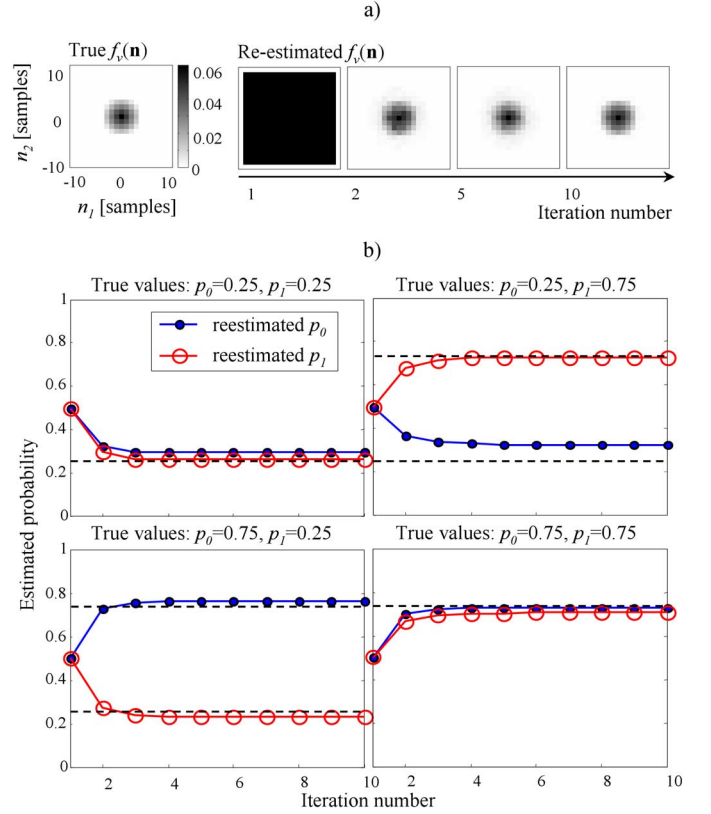 a)
True f_v(n)
Re-estimated f_v(n)
10
0
-10
n_2 [samples]
0.06
0.04
0.02
0
-10 0 10
n_1 [samples]
1 2 5 10
Iteration number
b)
True values: p_0=0.25, p_1=0.25
True values: p_0=0.25, p_1=0.75
reestimated p_0
reestimated p_1
1
0.8
0.6
0.4
0.2
0
Estimated probability
True values: p_0=0.75, p_1=0.25
True values: p_0=0.75, p_1=0.75
1
0.8
0.6
0.4
0.2
0
2 4 6 8 10 2 4 6 8 10
Iteration number